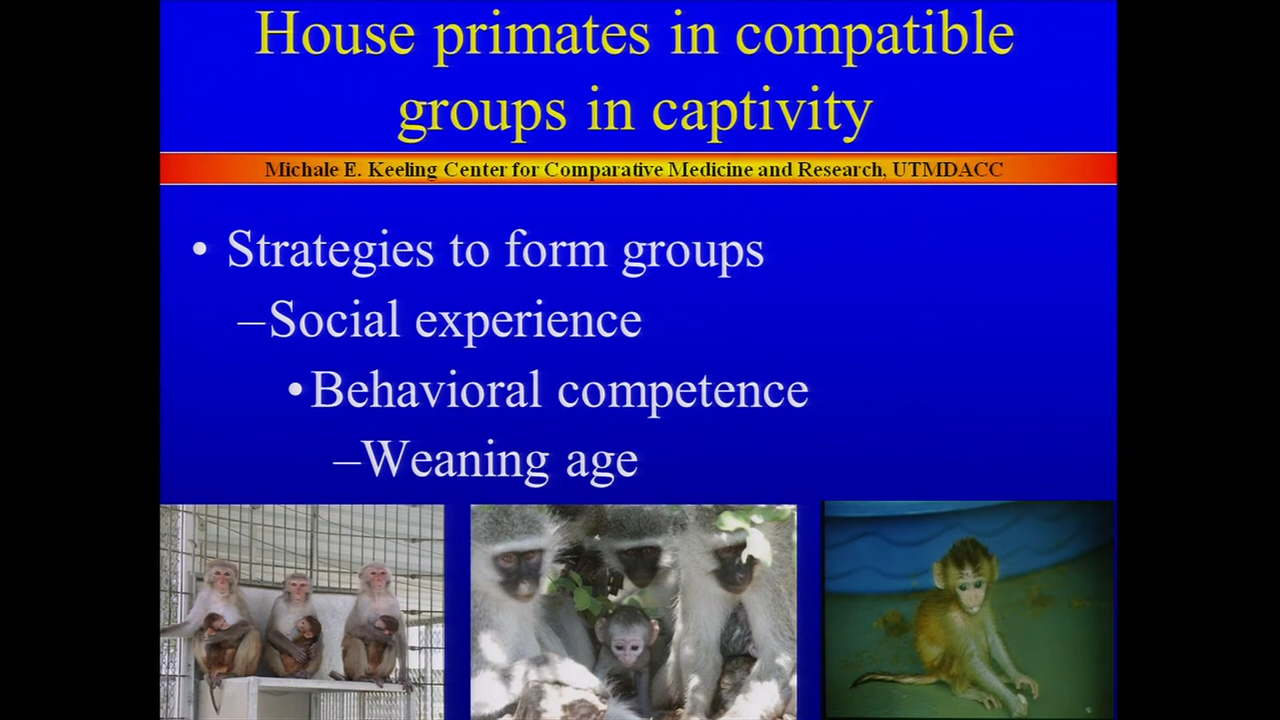 House primates in compatible
groups in captivity
Michale E. Keeling Center for Comparative Medicine and Research, UTMDACC
• Strategies to form groups
–Social experience
•Behavioral competence
–Weaning age